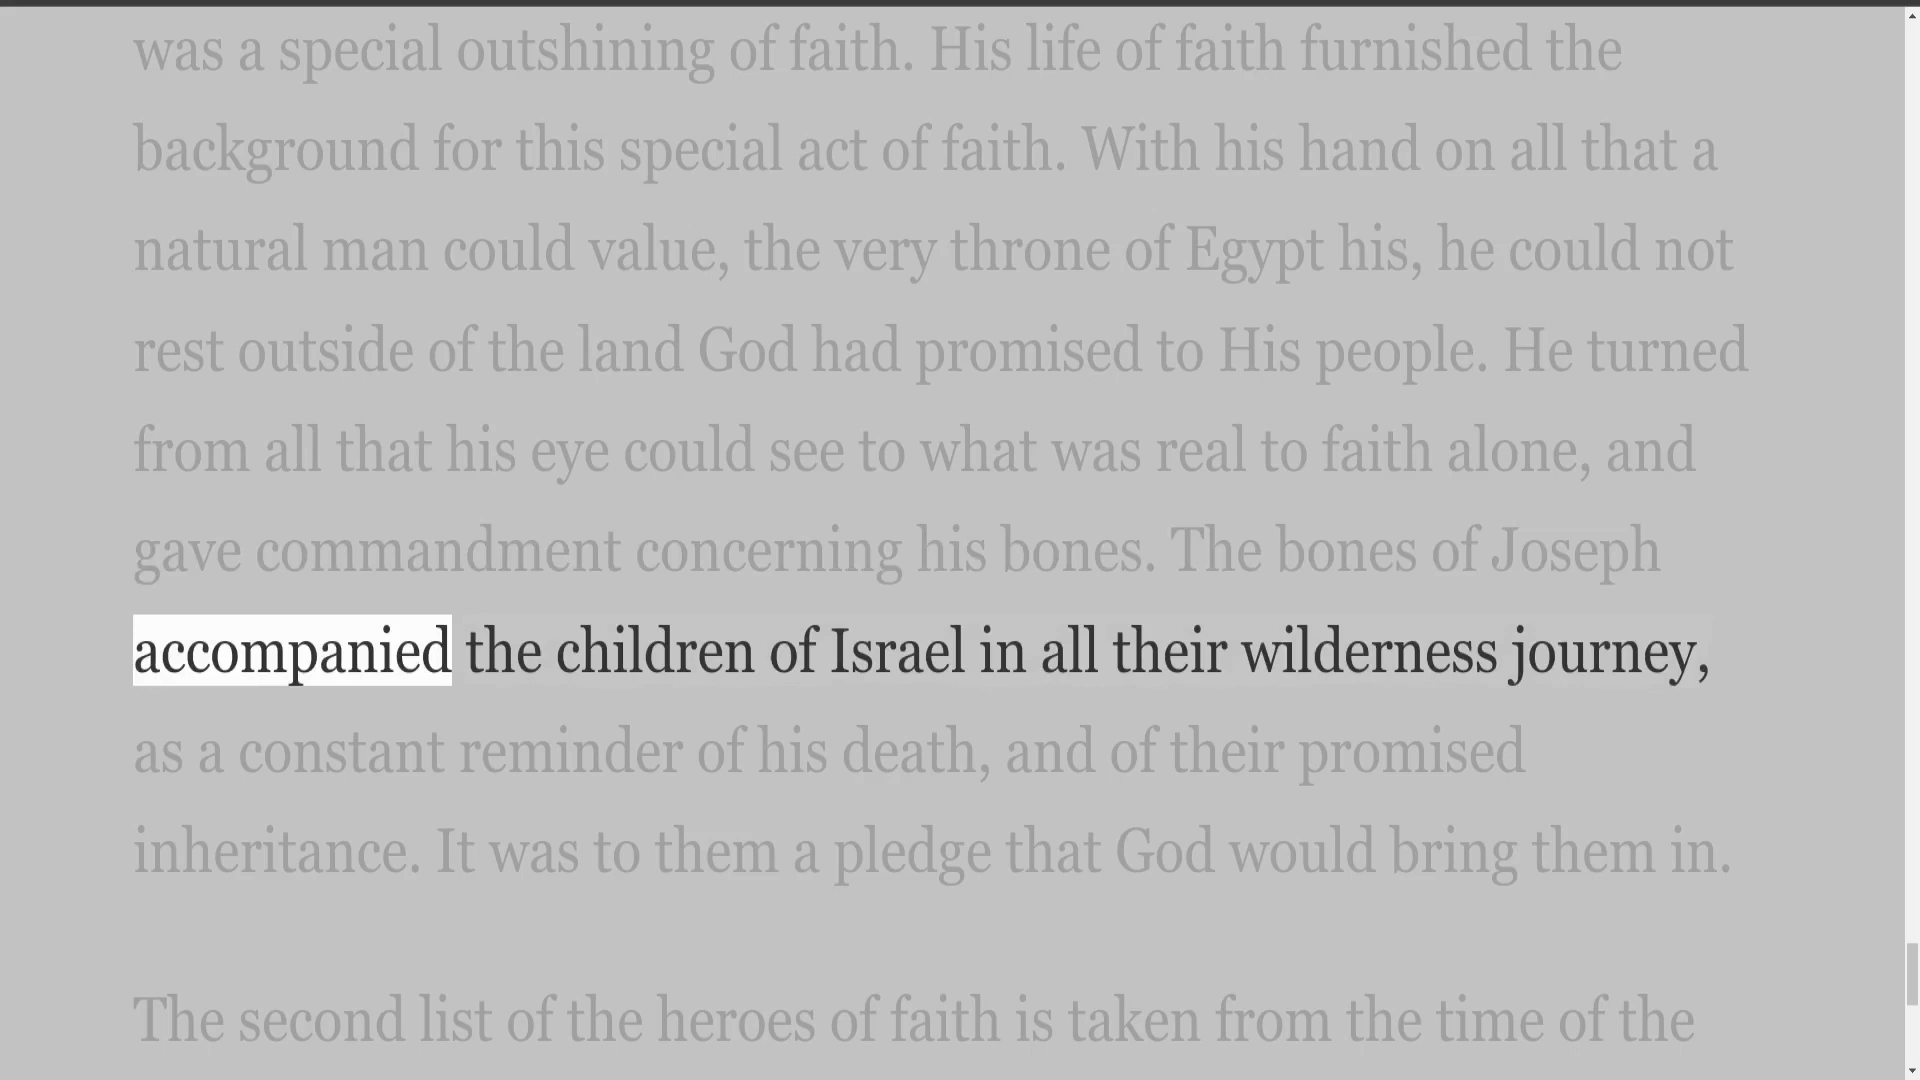 was a special outshining of faith. His life of faith furnished the
background for this special act of faith. With his hand on all that a
natural man could value, the very throne of Egypt his, he could not
rest outside of the land God had promised to His people. He turned
from all that his eye could see to what was real to faith alone, and
gave commandment concerning his bones. The bones of Joseph
accompanied the children of Israel in all their wilderness journey,
as a constant reminder of his death, and of their promised
inheritance. It was to them a pledge that God would bring them in.
The second list of the heroes of faith is taken from the time of the